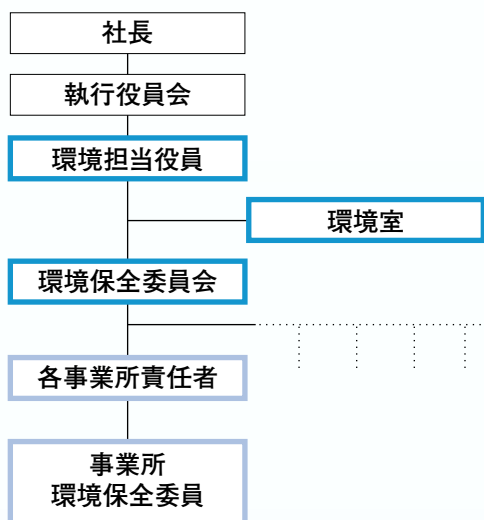 社長
執行役員会
環境担当役員
環境室
環境保全委員会
各事業所責任者
事業所
環境保全委員